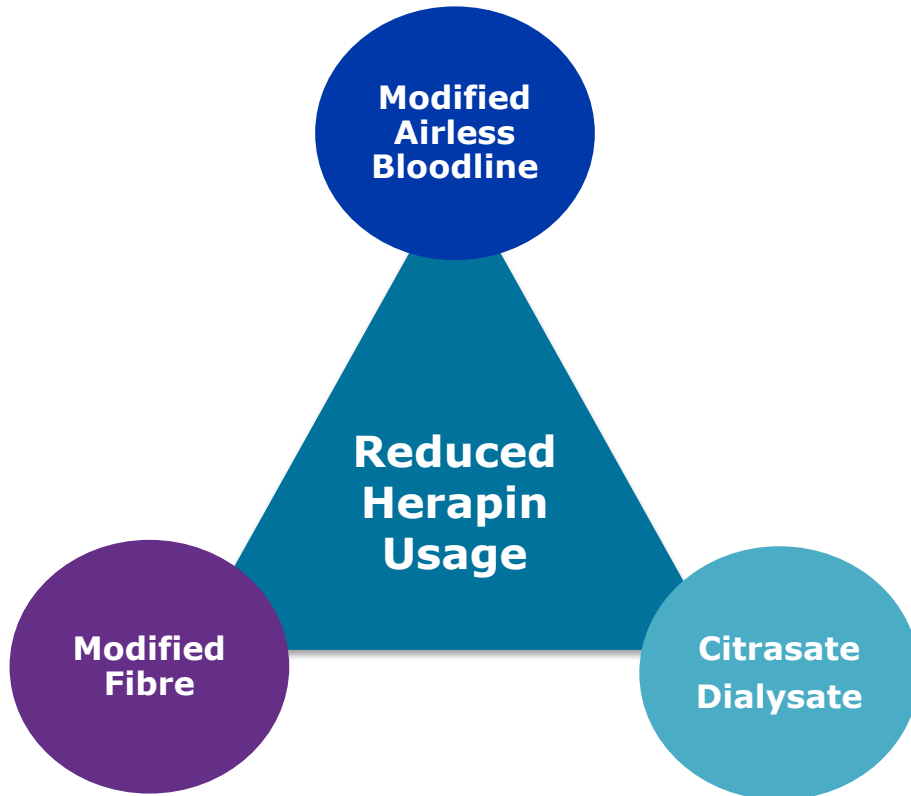 Modified
Airless
Bloodline
Reduced
Herapin
Usage
Modified
Fibre
Citrasate
Dialysate